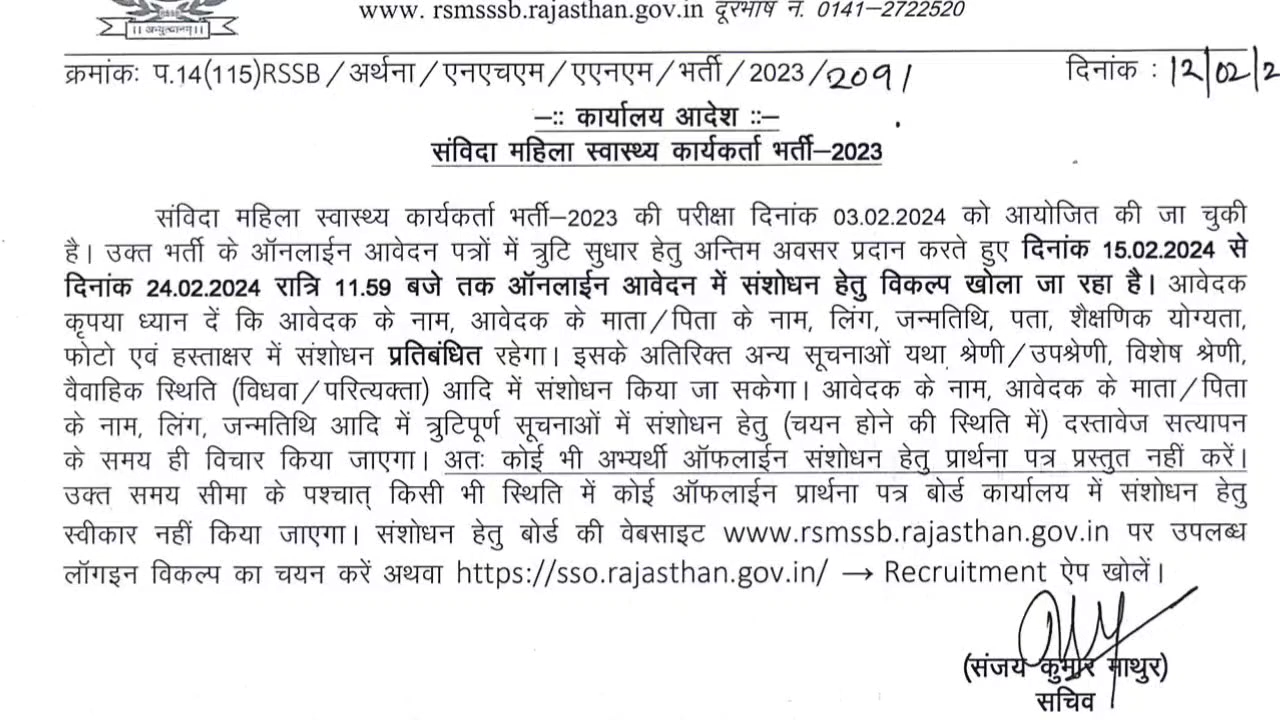 ।। अभ्युत्थानम्।।
www. rsmsssb.rajasthan.gov.in दूरभाष न. 0141–2722520
क्रमांकः प.14(115)RSSB/अर्थना/एनएचएम/एएनएम/भर्ती/2023/2091 दिनांक : 12/02/2
–:: कार्यालय आदेश ::–
संविदा महिला स्वास्थ्य कार्यकर्ता भर्ती–2023
संविदा महिला स्वास्थ्य कार्यकर्ता भर्ती–2023 की परीक्षा दिनांक 03.02.2024 को आयोजित की जा चुकी
है। उक्त भर्ती के ऑनलाईन आवेदन पत्रों में त्रुटि सुधार हेतु अन्तिम अवसर प्रदान करते हुए दिनांक 15.02.2024 से
दिनांक 24.02.2024 रात्रि 11.59 बजे तक ऑनलाईन आवेदन में संशोधन हेतु विकल्प खोला जा रहा है। आवेदक
कृपया ध्यान दें कि आवेदक के नाम, आवेदक के माता/पिता के नाम, लिंग, जन्मतिथि, पता, शैक्षणिक योग्यता,
फोटो एवं हस्ताक्षर में संशोधन प्रतिबंधित रहेगा। इसके अतिरिक्त अन्य सूचनाओं यथा श्रेणी/उपश्रेणी, विशेष श्रेणी,
वैवाहिक स्थिति (विधवा/परित्यक्ता) आदि में संशोधन किया जा सकेगा। आवेदक के नाम, आवेदक के माता/पिता
के नाम, लिंग, जन्मतिथि आदि में त्रुटिपूर्ण सूचनाओं में संशोधन हेतु (चयन होने की स्थिति में) दस्तावेज सत्यापन
के समय ही विचार किया जाएगा। अतः कोई भी अभ्यर्थी ऑफलाईन संशोधन हेतु प्रार्थना पत्र प्रस्तुत नहीं करें।
उक्त समय सीमा के पश्चात् किसी भी स्थिति में कोई ऑफलाईन प्रार्थना पत्र बोर्ड कार्यालय में संशोधन हेतु
स्वीकार नहीं किया जाएगा। संशोधन हेतु बोर्ड की वेबसाइट www.rsmssb.rajasthan.gov.in पर उपलब्ध
लॉगइन विकल्प का चयन करें अथवा https://sso.rajasthan.gov.in/ → Recruitment ऐप खोलें।
(संजय कुमार माथुर)
सचिव